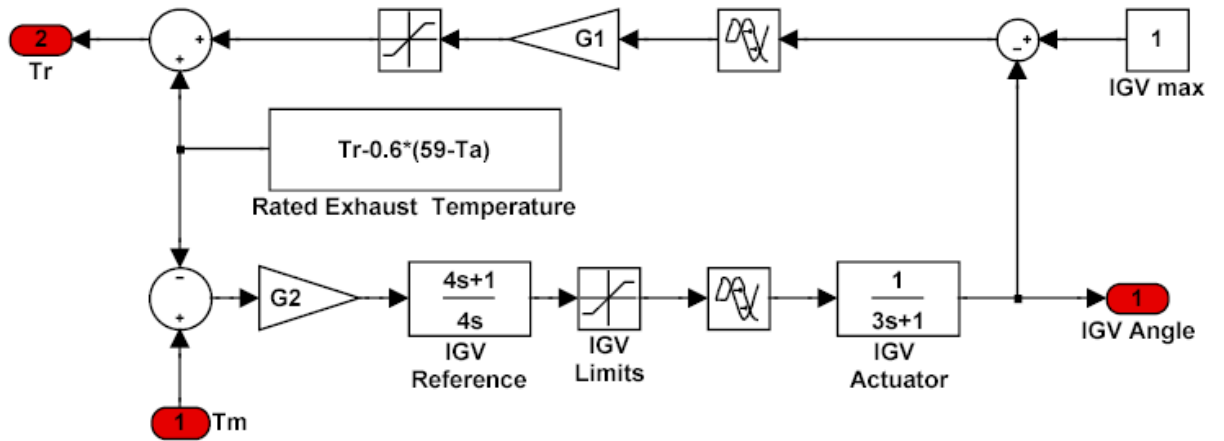 2
Tr
+
+
G1
-
+
1
IGV max
Tr-0.6*(59-Ta)
Rated Exhaust Temperature
-
+
G2
4s+1
4s
IGV
Reference
IGV
Limits
1
3s+1
IGV
Actuator
1
IGV Angle
1
Tm